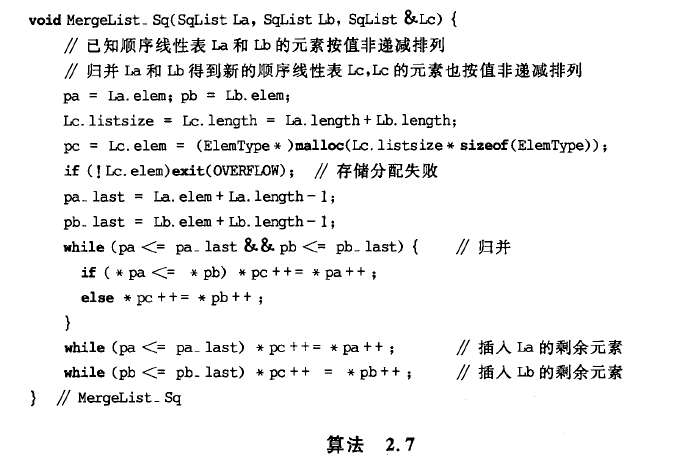 void MergeList_Sq(SqList La, SqList Lb, SqList &Lc) {
// 已知顺序线性表 La 和 Lb 的元素按值非递减排列
// 归并 La 和 Lb 得到新的顺序线性表 Lc,Lc 的元素也按值非递减排列
pa = La.elem; pb = Lb.elem;
Lc.listsize = Lc.length = La.length + Lb.length;
pc = Lc.elem = (ElemType * )malloc(Lc.listsize * sizeof(ElemType));
if (!Lc.elem)exit(OVERFLOW); // 存储分配失败
pa_last = La.elem + La.length - 1;
pb_last = Lb.elem + Lb.length - 1;
while (pa <= pa_last && pb <= pb_last) { // 归并
if ( * pa <= * pb) * pc ++ = * pa ++ ;
else * pc ++ = * pb ++ ;
}
while (pa <= pa_last) * pc ++ = * pa ++ ; // 插入 La 的剩余元素
while (pb <= pb_last) * pc ++ = * pb ++ ; // 插入 Lb 的剩余元素
} // MergeList_Sq
算法 2.7